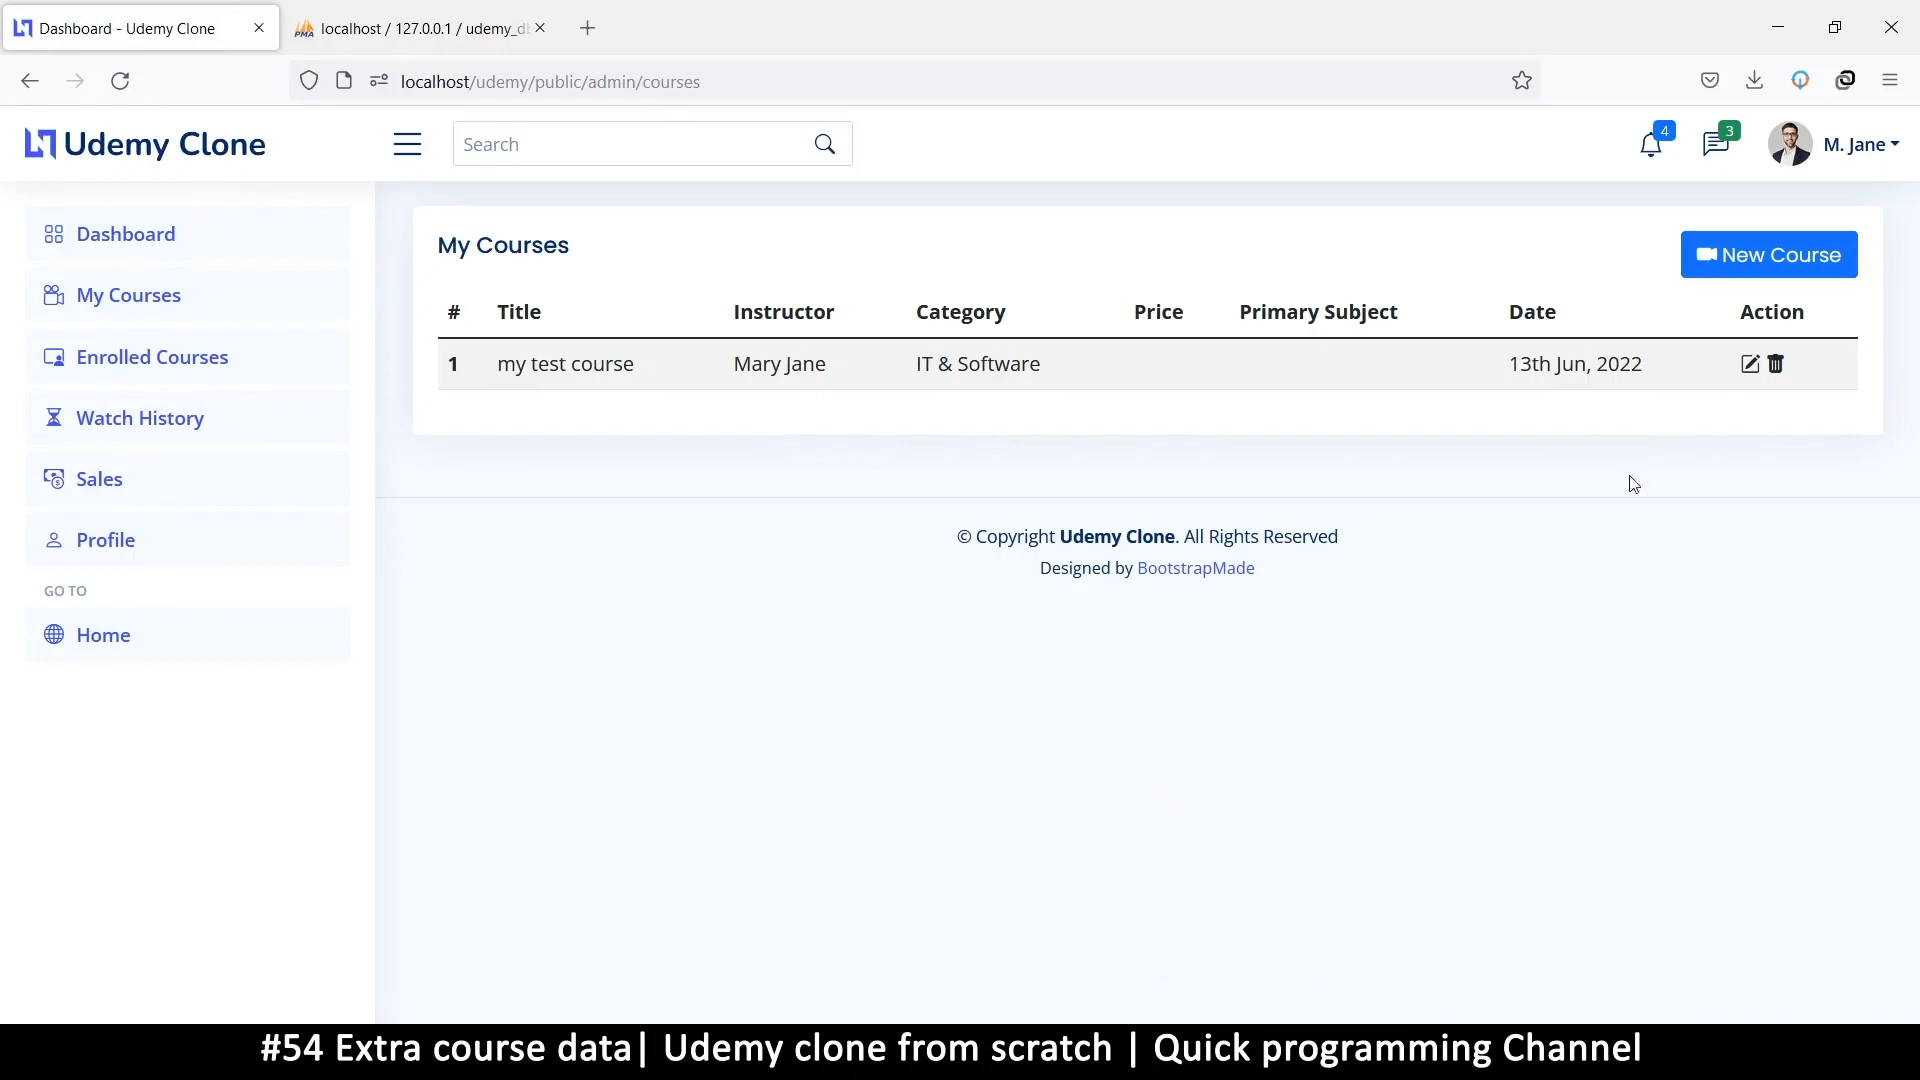 Dashboard - Udemy Clone
localhost / 127.0.0.1 / udemy_d
localhost/udemy/public/admin/courses
Udemy Clone
Search
4
3
M. Jane
Dashboard
My Courses
Enrolled Courses
Watch History
Sales
Profile
GO TO
Home
My Courses
New Course
# Title Instructor Category Price Primary Subject Date Action
1 my test course Mary Jane IT & Software 13th Jun, 2022
© Copyright Udemy Clone. All Rights Reserved
Designed by BootstrapMade
#54 Extra course data| Udemy clone from scratch | Quick programming Channel